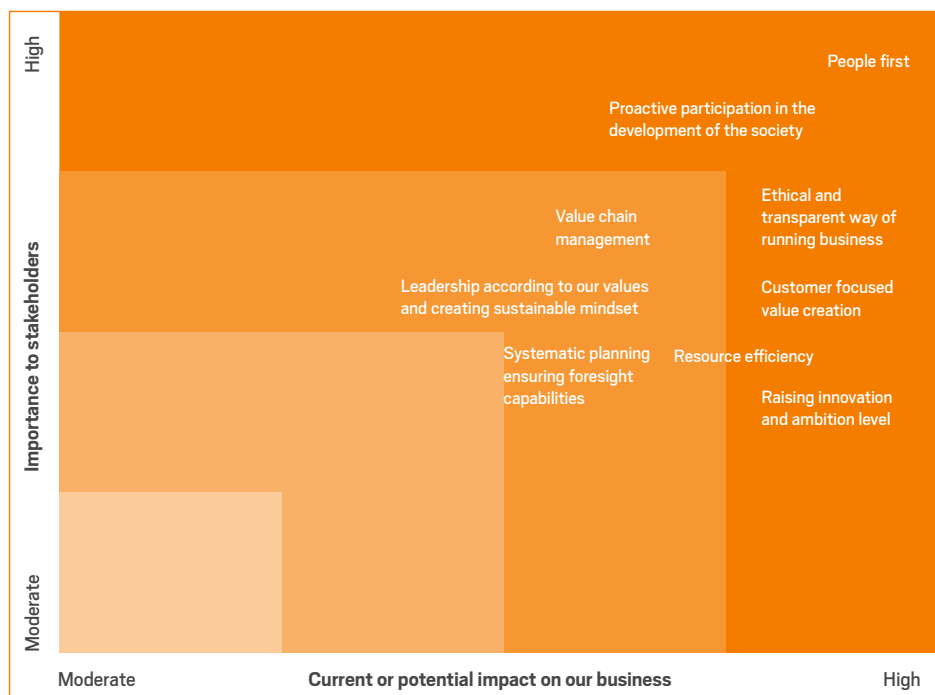 High
People first
Proactive participation in the
development of the society
Ethical and
transparent way of
running business
Value chain
management
Leadership according to our values
and creating sustainable mindset
Customer focused
value creation
Systematic planning
ensuring foresight
capabilities
Resource efficiency
Raising innovation
and ambition level
Importance to stakeholders
Moderate
Moderate
Current or potential impact on our business
High